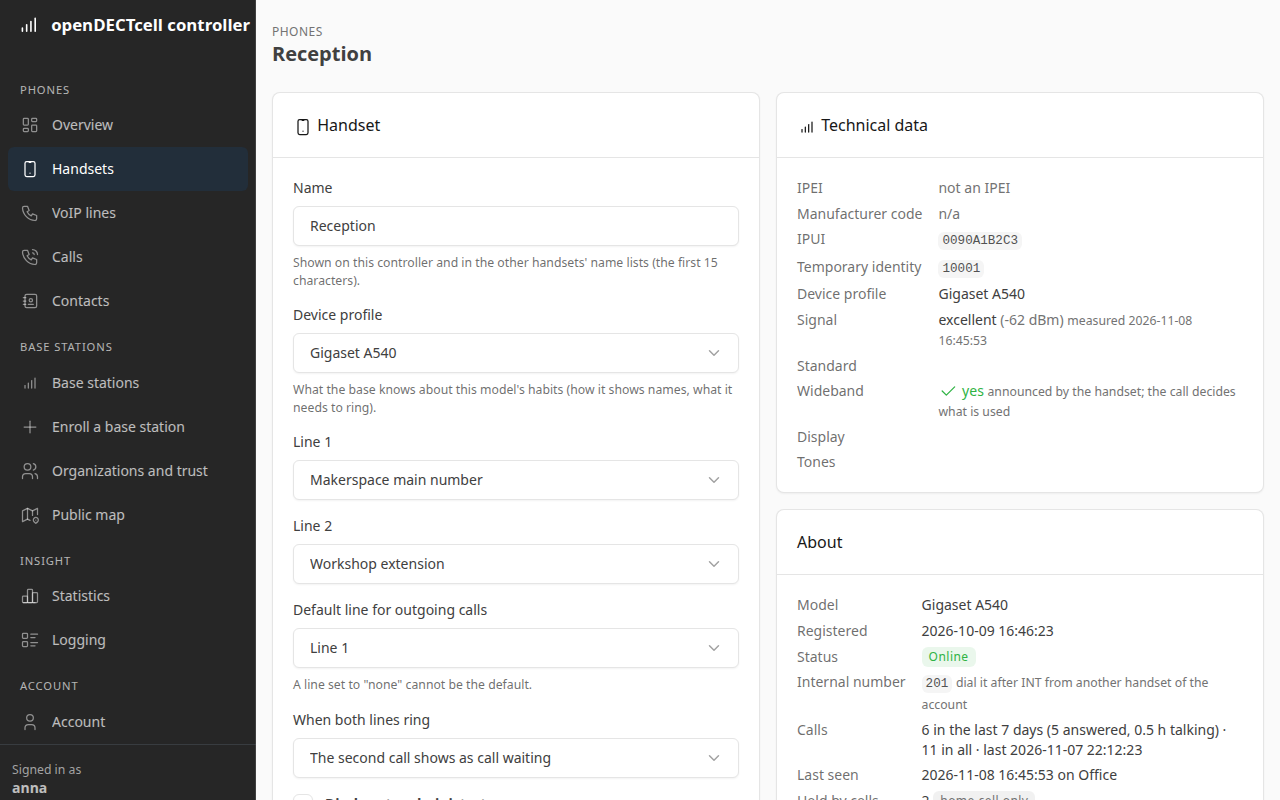 openDECTcell controller
PHONES
Overview
Handsets
VoIP lines
Calls
Contacts
BASE STATIONS
Base stations
Enroll a base station
Organizations and trust
Public map
INSIGHT
Statistics
Logging
ACCOUNT
Account
Signed in as
anna
PHONES
Reception
Handset
Name
Reception
Shown on this controller and in the other handsets' name lists (the first 15
characters).
Device profile
Gigaset A540
What the base knows about this model's habits (how it shows names, what it
needs to ring).
Line 1
Makerspace main number
Line 2
Workshop extension
Default line for outgoing calls
Line 1
A line set to "none" cannot be the default.
When both lines ring
The second call shows as call waiting
Technical data
IPEI not an IPEI
Manufacturer code n/a
IPUI 0090A1B2C3
Temporary identity 10001
Device profile Gigaset A540
Signal excellent (-62 dBm) measured 2026-11-08
16:45:53
Standard
Wideband yes announced by the handset; the call decides
what is used
Display
Tones
About
Model Gigaset A540
Registered 2026-10-09 16:46:23
Status Online
Internal number 201 dial it after INT from another handset of the
account
Calls 6 in the last 7 days (5 answered, 0.5 h talking) ·
11 in all · last 2026-11-07 22:12:23
Last seen 2026-11-08 16:45:53 on Office
Held by cells 2 home cell only